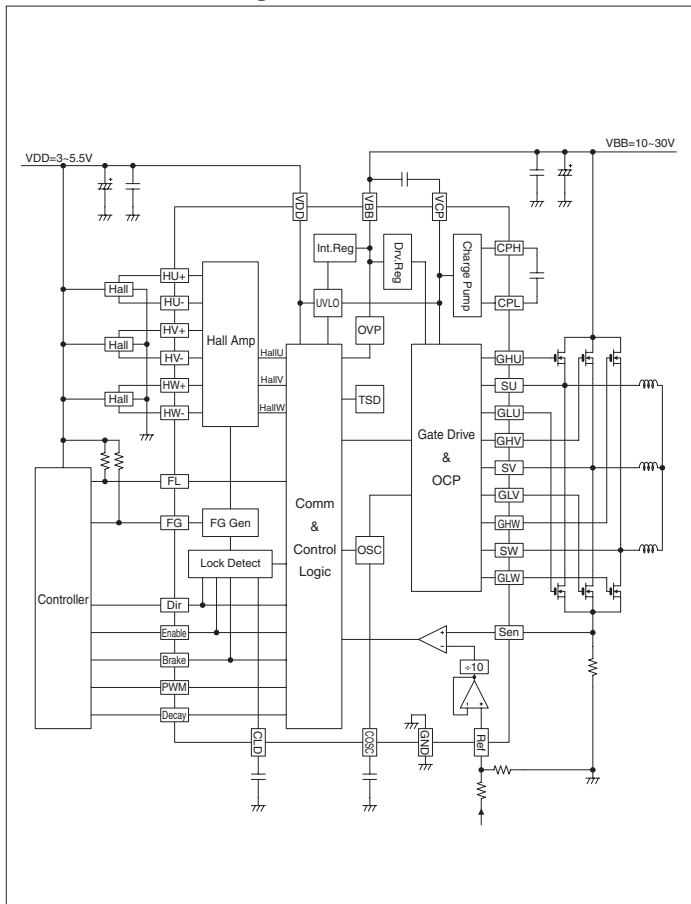 VDD=3~5.5V
VBB=10~30V
+
+
VDD
VBB
VCP
Int.Reg
Drv.Reg
Charge Pump
CPH
CPL
UVLO
OVP
TSD
OSC
Hall
Hall
Hall
HU+
HU-
HV+
HV-
HW+
HW-
Hall Amp
HallU
HallV
HallW
Comm
&
Control
Logic
Gate Drive
&
OCP
GHU
SU
GLU
GHV
SV
GLV
GHW
SW
GLW
Sen
FL
FG
FG Gen
Lock Detect
Controller
Dir
Enable
Brake
PWM
Decay
+
-
÷10
-
+
CLD
COSC
GND
Ref